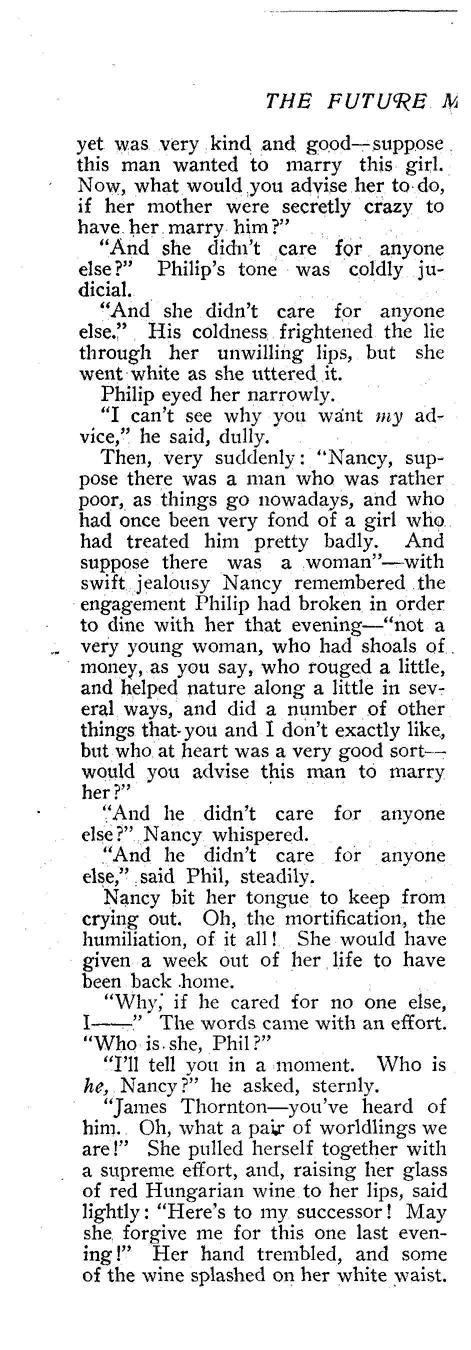 THE FUTURE M
yet was very kind and good—suppose
this man wanted to marry this girl.
Now, what would you advise her to do,
if her mother were secretly crazy to
have her marry him?”
“And she didn't care for anyone
else?” Philip's tone was coldly ju-
dicial.
“And she didn't care for anyone
else.” His coldness frightened the lie
through her unwilling lips, but she
went white as she uttered it.
Philip eyed her narrowly.
“I can't see why you want my ad-
vice,” he said, dully.
Then, very suddenly: “Nancy, sup-
pose there was a man who was rather
poor, as things go nowadays, and who
had once been very fond of a girl who
had treated him pretty badly. And
suppose there was a woman”—with
swift jealousy Nancy remembered the
engagement Philip had broken in order
to dine with her that evening—“not a
very young woman, who had shoals of
money, as you say, who rouged a little,
and helped nature along a little in sev-
eral ways, and did a number of other
things that you and I don't exactly like,
but who at heart was a very good sort—
would you advise this man to marry
her?”
“And he didn't care for anyone
else?” Nancy whispered.
“And he didn't care for anyone
else,” said Phil, steadily.
Nancy bit her tongue to keep from
crying out. Oh, the mortification, the
humiliation, of it all! She would have
given a week out of her life to have
been back home.
“Why, if he cared for no one else,
I——” The words came with an effort.
“Who is she, Phil?”
“I'll tell you in a moment. Who is
he, Nancy?” he asked, sternly.
“James Thornton—you've heard of
him. Oh, what a pair of worldlings we
are!” She pulled herself together with
a supreme effort, and, raising her glass
of red Hungarian wine to her lips, said
lightly: “Here's to my successor! May
she forgive me for this one last even-
ing!” Her hand trembled, and some
of the wine splashed on her white waist.